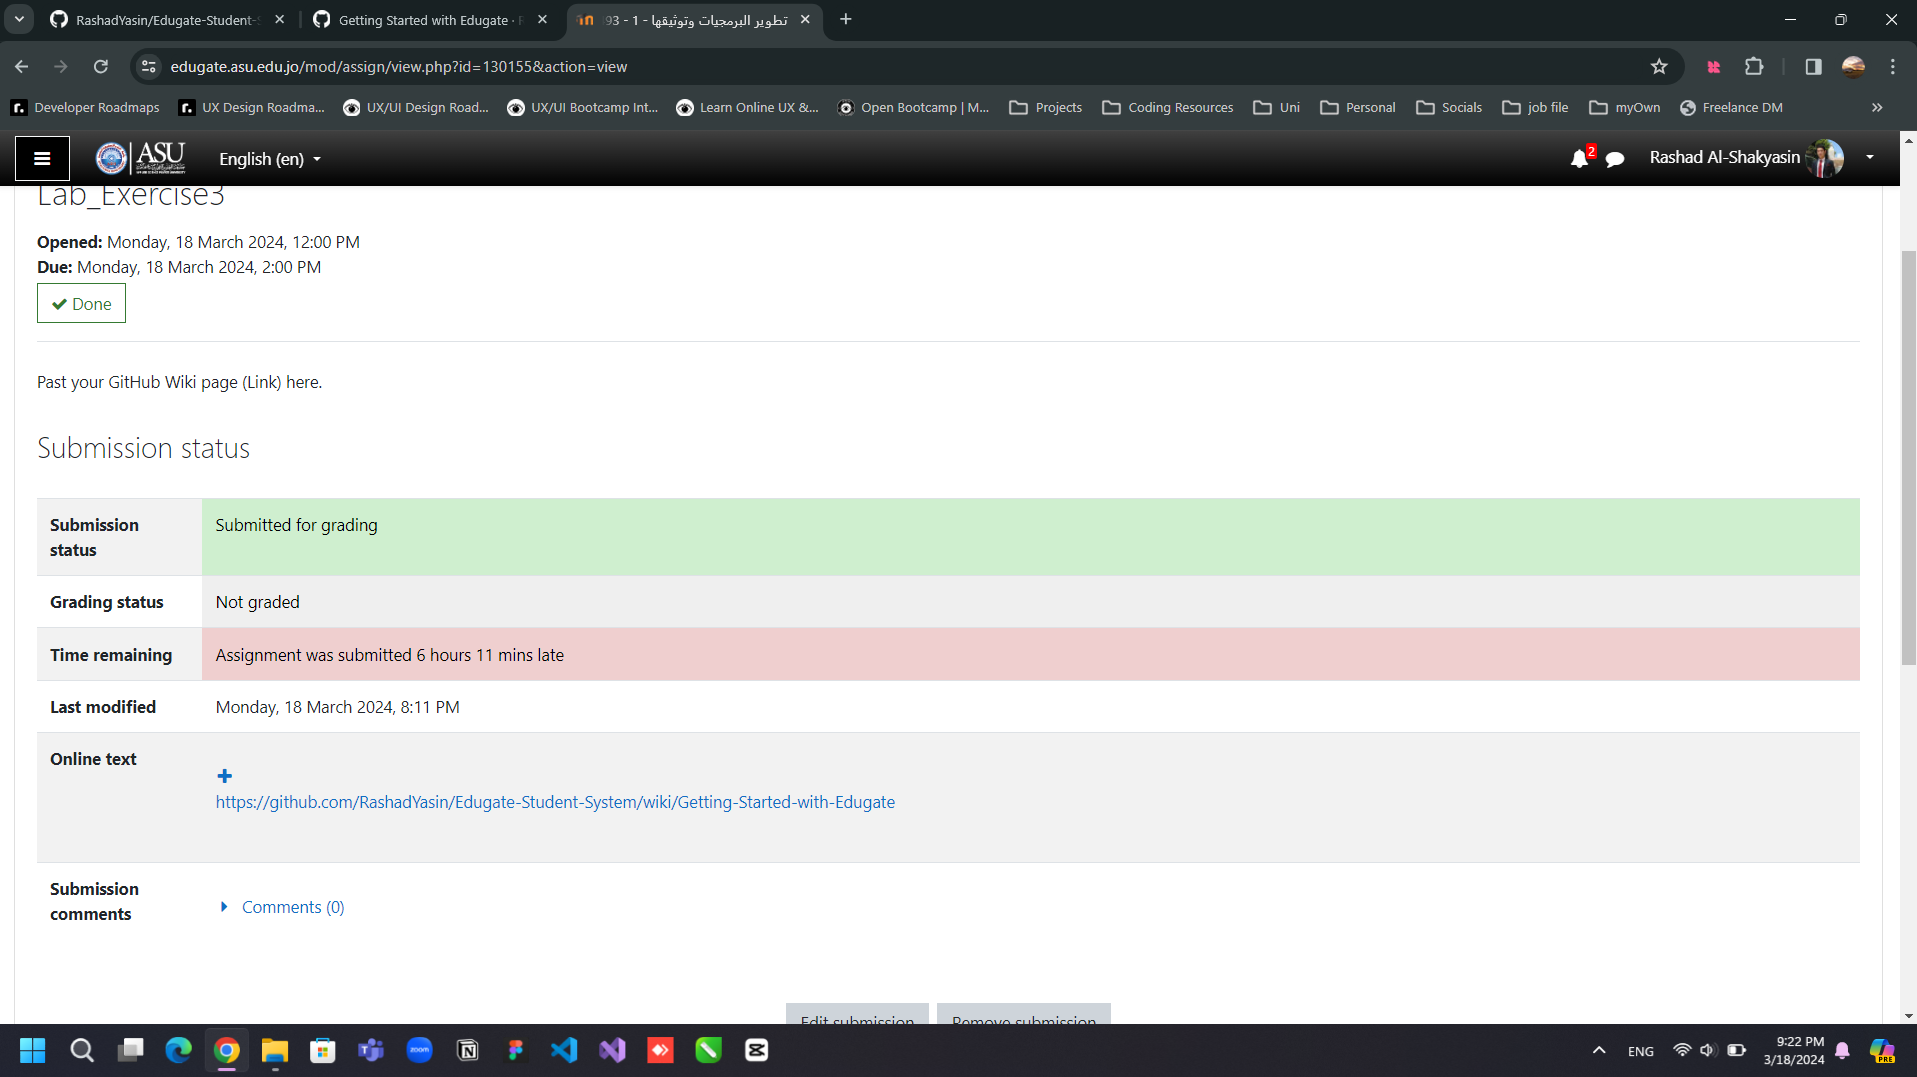 RashadYasin/Edugate-Student-S
Getting Started with Edugate · R
تطوير البرمجيات وتوثيقها - 1 - 93
edugate.asu.edu.jo/mod/assign/view.php?id=130155&action=view
Developer Roadmaps
UX Design Roadma...
UX/UI Design Road...
UX/UI Bootcamp Int...
Learn Online UX &...
Open Bootcamp | M...
Projects
Coding Resources
Uni
Personal
Socials
job file
myOwn
Freelance DM
ASU
English (en)
2
Rashad Al-Shakyasin
Lab_Exercise3
Opened: Monday, 18 March 2024, 12:00 PM
Due: Monday, 18 March 2024, 2:00 PM
Done
Past your GitHub Wiki page (Link) here.
Submission status
Submission status
Submitted for grading
Grading status
Not graded
Time remaining
Assignment was submitted 6 hours 11 mins late
Last modified
Monday, 18 March 2024, 8:11 PM
Online text
https://github.com/RashadYasin/Edugate-Student-System/wiki/Getting-Started-with-Edugate
Submission comments
Comments (0)
Edit submission
Remove submission
zoom
ENG
9:22 PM
3/18/2024
PRE